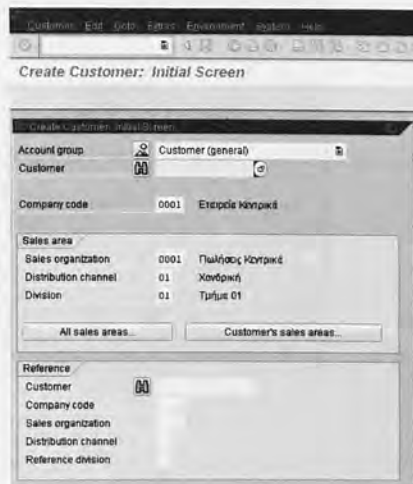 Customer Edit Goto Extras Environment System Help
Create Customer: Initial Screen
Create Customer: Initial Screen
Account group Customer (general)
Customer
Company code 0001 Εταιρεία Κεντρικά
Sales area
Sales organization 0001 Πωλήσεις Κεντρικά
Distribution channel 01 Χονδρική
Division 01 Τμήμα 01
All sales areas... Customer's sales areas...
Reference
Customer
Company code
Sales organization
Distribution channel
Reference division